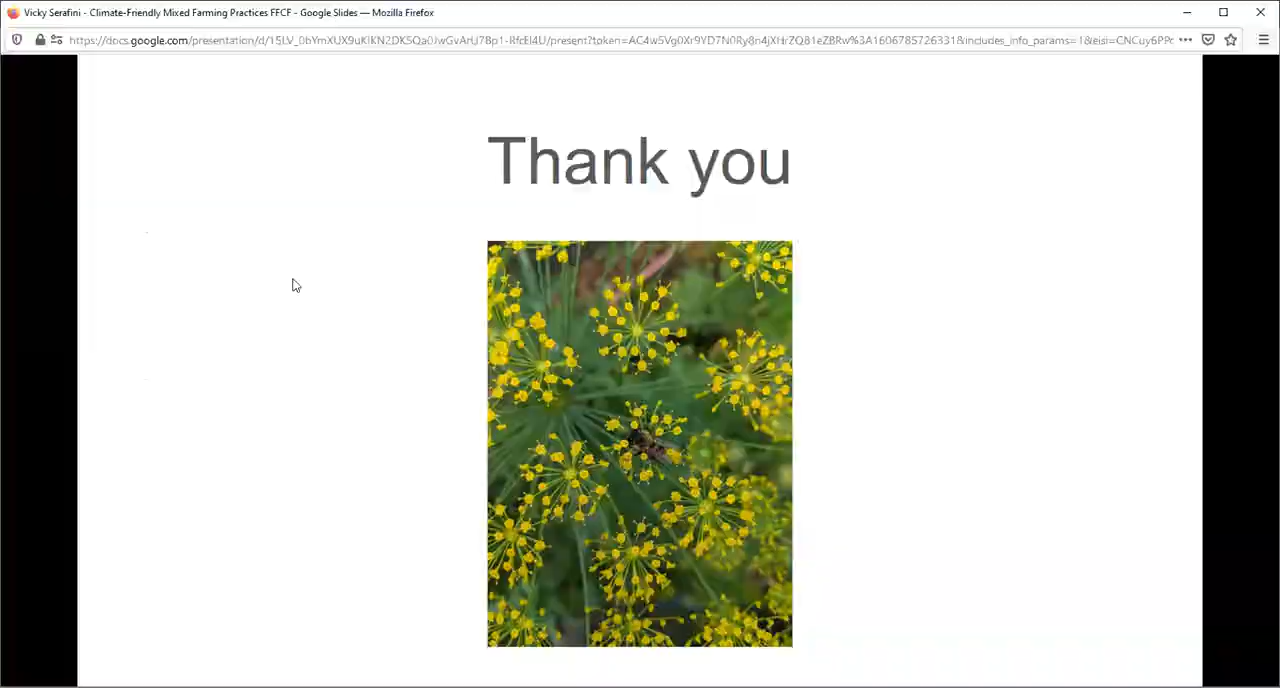 Vicky Serafini - Climate-Friendly Mixed Farming Practices FFCF - Google Slides — Mozilla Firefox
Thank you